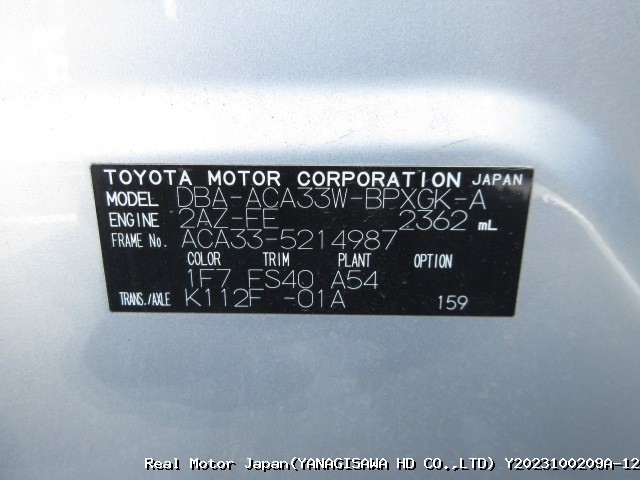 TOYOTA MOTOR CORPORATION JAPAN
MODEL DBA-ACA33W-BPXGK-A
ENGINE 2AZ-FE 2362 mL
FRAME No. ACA33-5214987
COLOR TRIM PLANT OPTION
1F7 FS40 A54
TRANS./AXLE K112F -01A 159
Real Motor Japan(YANAGISAWA HD CO.,LTD) Y2023100209A-12